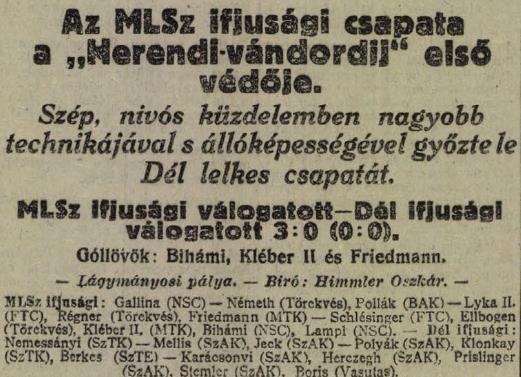 Az MLSz ifjusági csapata
a „Nerendi-vándordij“ első
védője.
Szép, nivós küzdelemben nagyobb
technikájával s állóképességével győzte le
Dél lelkes csapatát.
MLSz ifjusági válogatott—Dél ifjusági
válogatott 3:0 (0:0).
Góllövők: Bihámi, Kléber II és Friedmann.
— Lágymányosi pálya. — Biró: Himmler Oszkár. —
MLSz ifjusági: Gallina (NSC) — Németh (Törekvés), Pollák (BAK) — Lyka II.
(FTC), Régner (Törekvés), Friedmann (MTK) — Schlésinger (FTC), Ellbogen
(Törekvés), Kléber II. (MTK), Bihámi (NSC), Lampl (NSC). — Dél ifjusági:
Nemessányi (SzTK) — Mellis (SzAK), Jeck (SzAK) — Polyák (SzAK), Klonkay
(SzTK), Berkes (SzTE) — Karácsonyi (SzAK), Herczegh (SzAK), Prislinger
(SzAK), Stemler (SzAK), Boris (Vasutas).